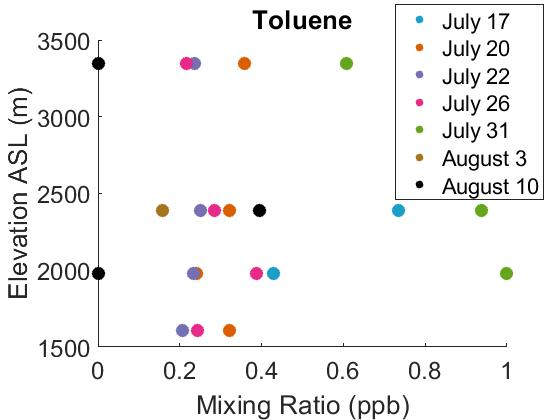 Toluene
July 17
July 20
July 22
July 26
July 31
August 3
August 10
3500
3000
2500
2000
1500
Elevation ASL (m)
0 0.2 0.4 0.6 0.8 1
Mixing Ratio (ppb)